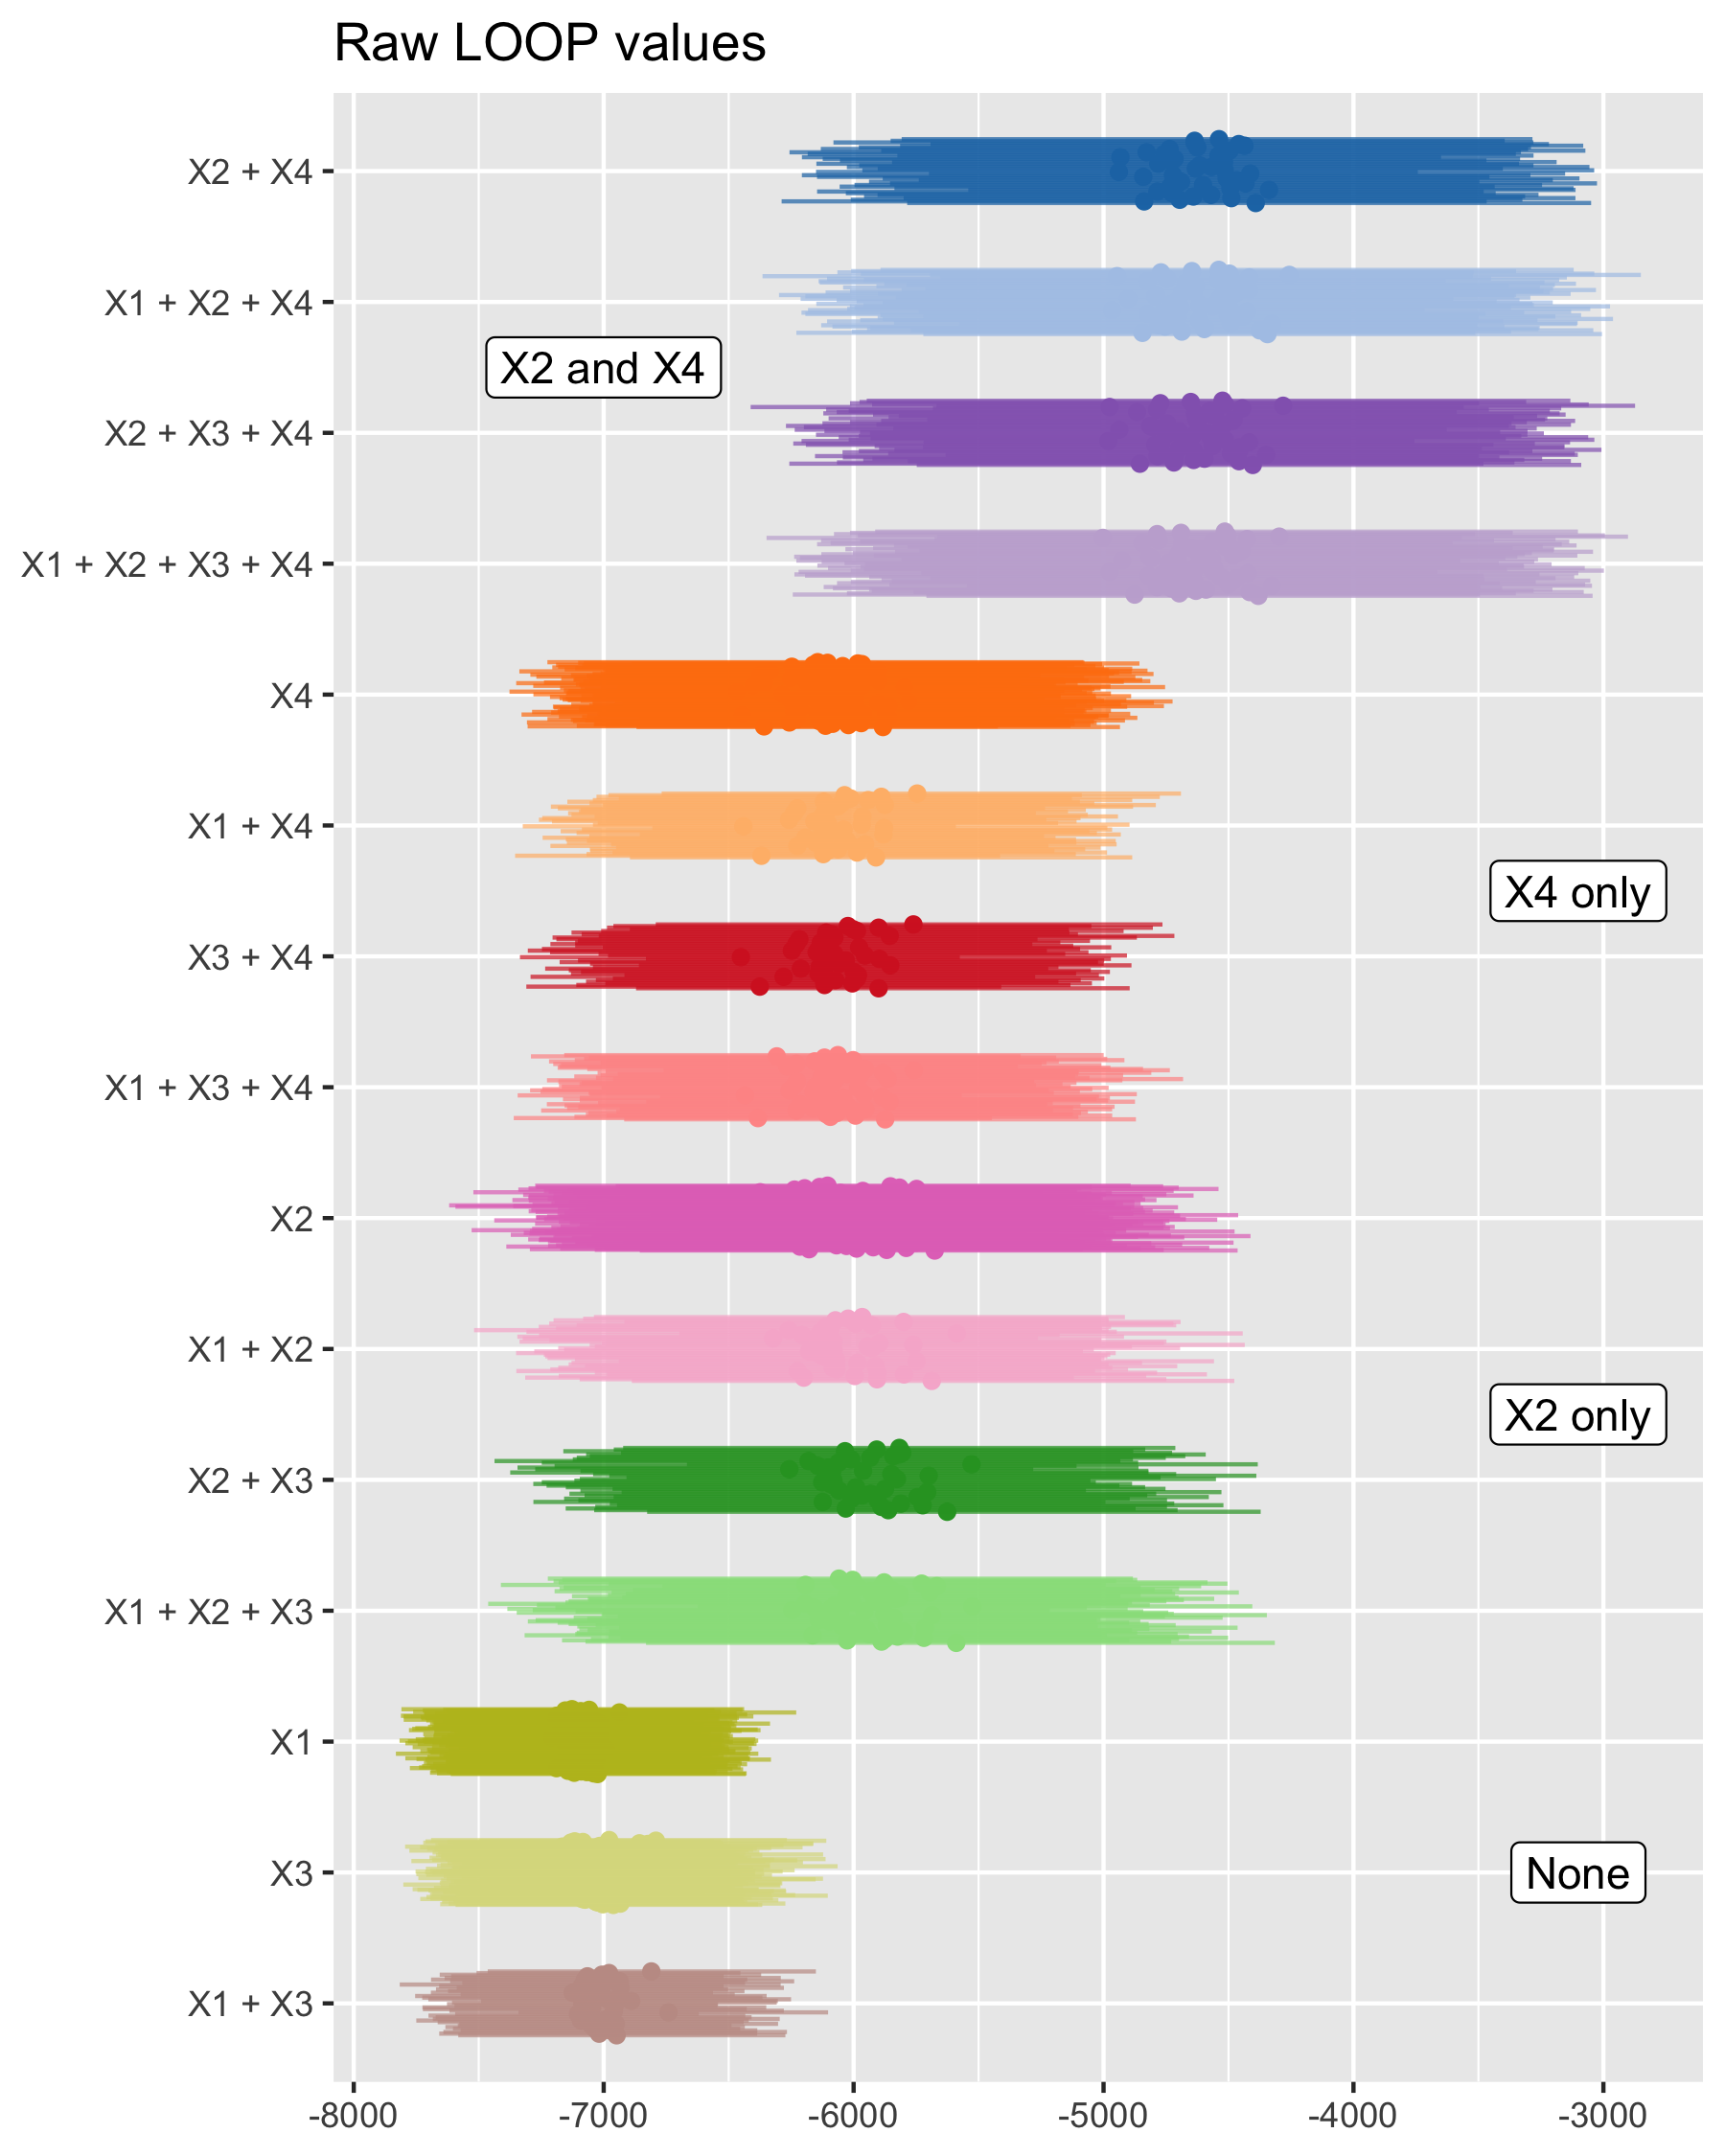 Raw LOOP values
X2 + X4
X1 + X2 + X4
X2 and X4
X2 + X3 + X4
X1 + X2 + X3 + X4
X4
X1 + X4
X4 only
X3 + X4
X1 + X3 + X4
X2
X1 + X2
X2 only
X2 + X3
X1 + X2 + X3
X1
X3
None
X1 + X3
-8000 -7000 -6000 -5000 -4000 -3000